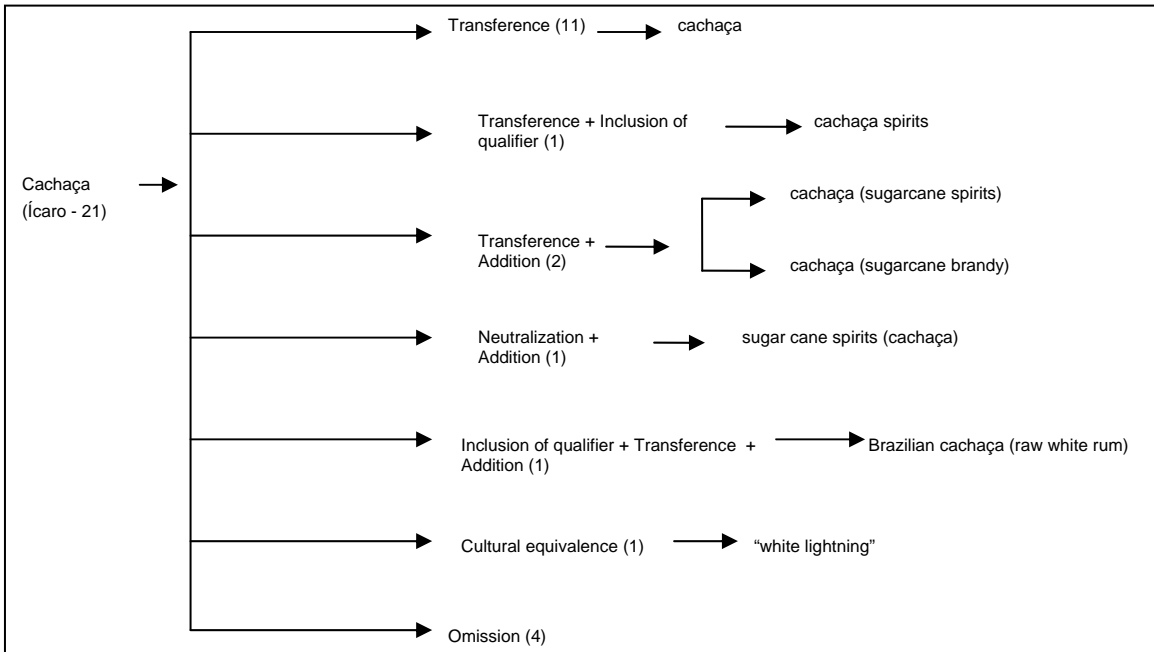 Transference (11)
cachaça
Transference + Inclusion of
qualifier (1)
cachaça spirits
Cachaça
(Ícaro - 21)
cachaça (sugarcane spirits)
Transference +
Addition (2)
cachaça (sugarcane brandy)
Neutralization +
Addition (1)
sugar cane spirits (cachaça)
Inclusion of qualifier + Transference +
Addition (1)
Brazilian cachaça (raw white rum)
Cultural equivalence (1)
“white lightning”
Omission (4)